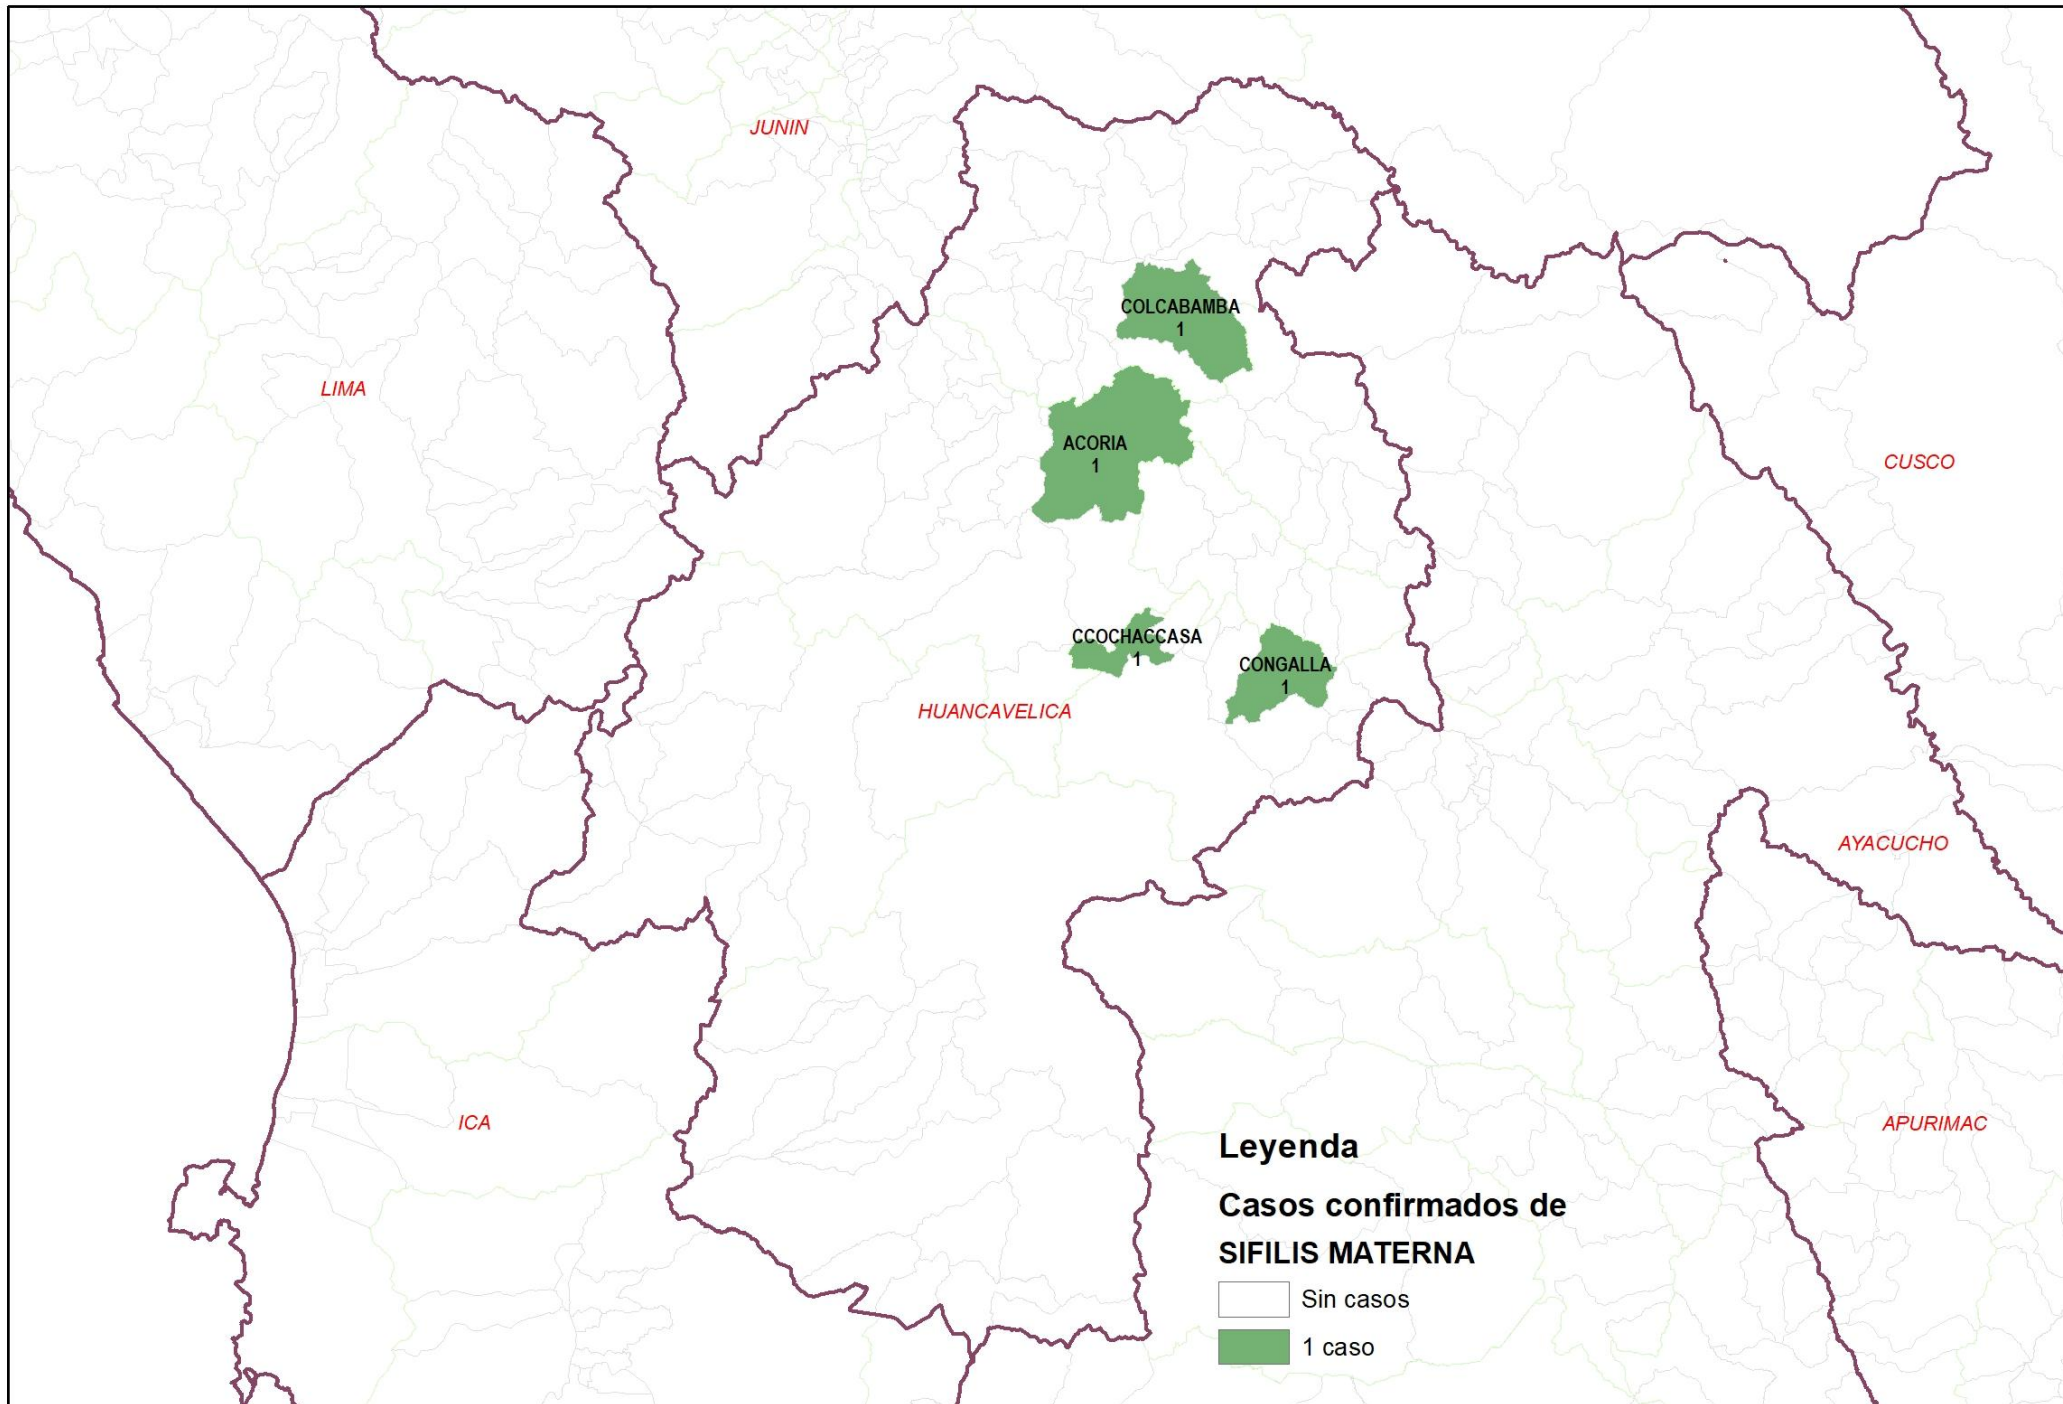 JUNIN
COLCABAMBA
1
LIMA
ACORIA
1
CUSCO
CCOCHACCASA
1
CONGALLA
1
HUANCAVELICA
AYACUCHO
ICA
APURIMAC
Leyenda
Casos confirmados de
SIFILIS MATERNA
Sin casos
1 caso